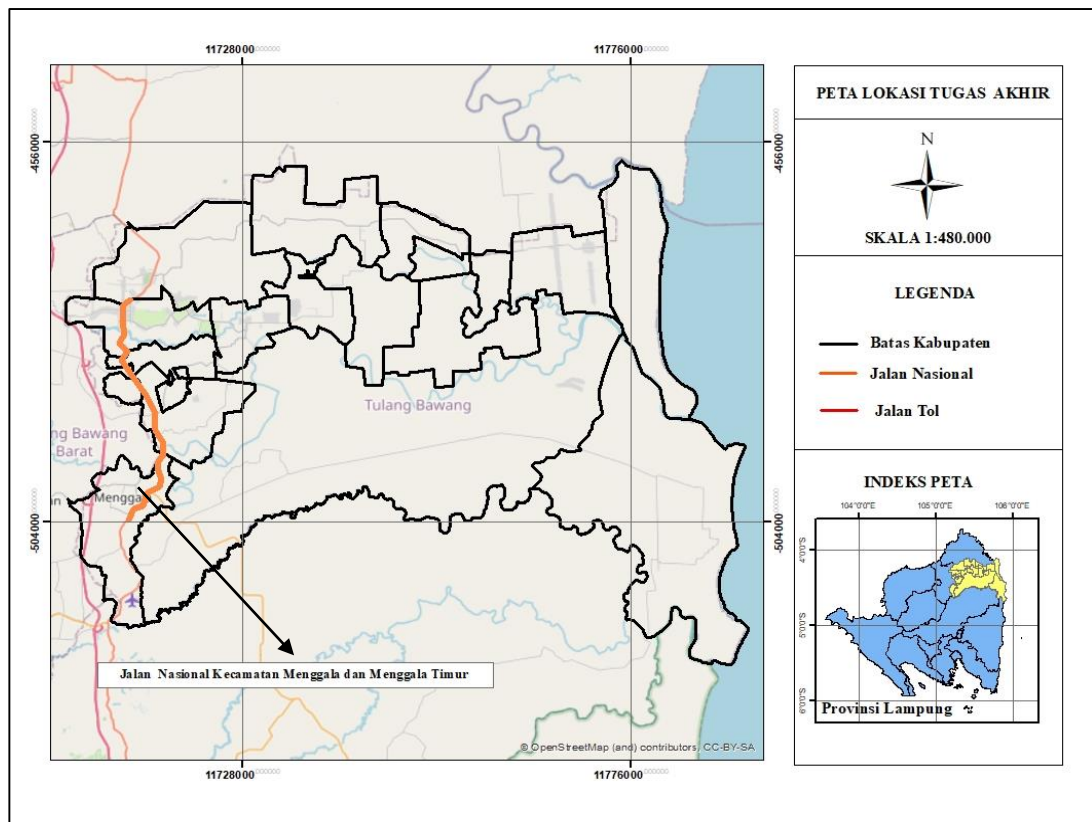 11728000
11776000
-456000
-456000
-504000
-504000
11728000
11776000
Tulang Bawang
ng Bawang
Barat
Mengga
an
Jalan Nasional Kecamatan Menggala dan Menggala Timur
© OpenStreetMap (and) contributors, CC-BY-SA
PETA LOKASI TUGAS AKHIR
N
SKALA 1:480.000
LEGENDA
Batas Kabupaten
Jalan Nasional
Jalan Tol
INDEKS PETA
104°0'0"E
105°0'0"E
106°0'0"E
4°0'0"S
5°0'0"S
6°0'0"S
Provinsi Lampung